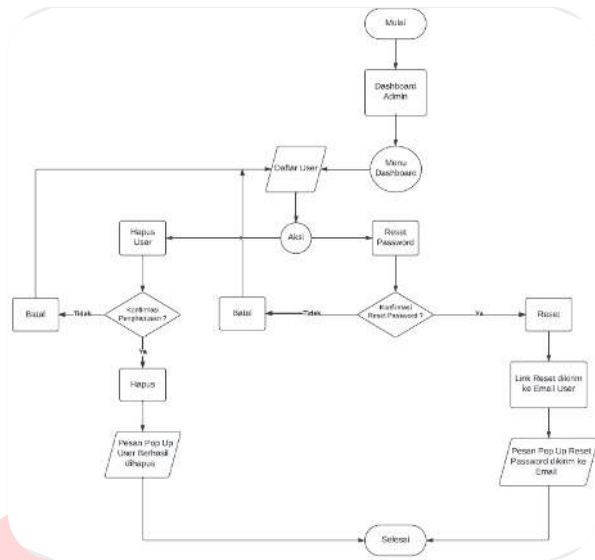 Mulai
Dashboard
Admin
Menu
Dashboard
Daftar User
Aksi
Hapus
User
Reset
Password
Batal
Tidak
Konfirmasi
Penghapusan ?
Ya
Batal
Tidak
Konfirmasi
Reset Password ?
Ya
Reset
Hapus
Link Reset dikirim
ke Email User
Pesan Pop Up
User Berhasil
dihapus
Pesan Pop Up Reset
Password dikirim ke
Email
Selesai